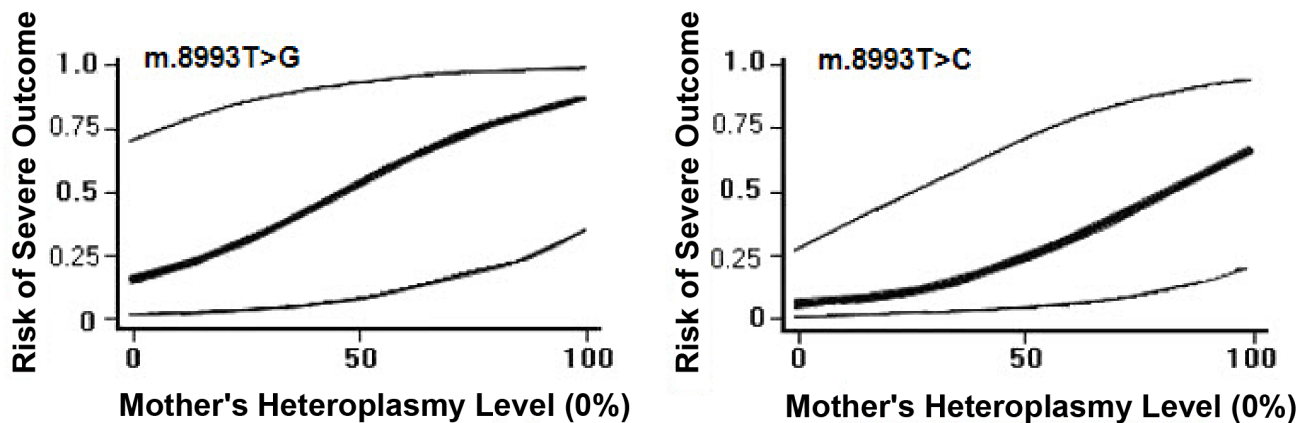 m.8993T>G
Risk of Severe Outcome
1.0
0.75
0.5
0.25
0
0 50 100
Mother's Heteroplasmy Level (0%)
m.8993T>C
Risk of Severe Outcome
1.0
0.75
0.5
0.25
0
0 50 100
Mother's Heteroplasmy Level (0%)